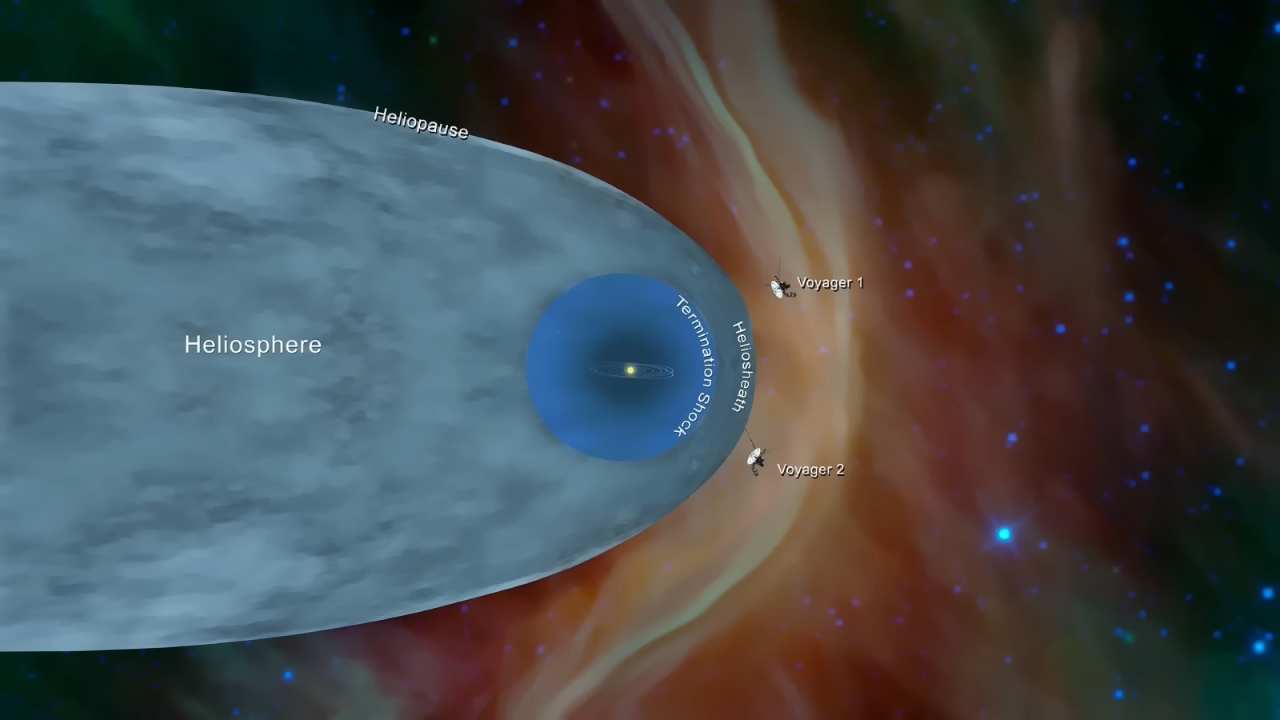 Heliopause
Voyager 1
Termination Shock
Heliosheath
Heliosphere
Voyager 2